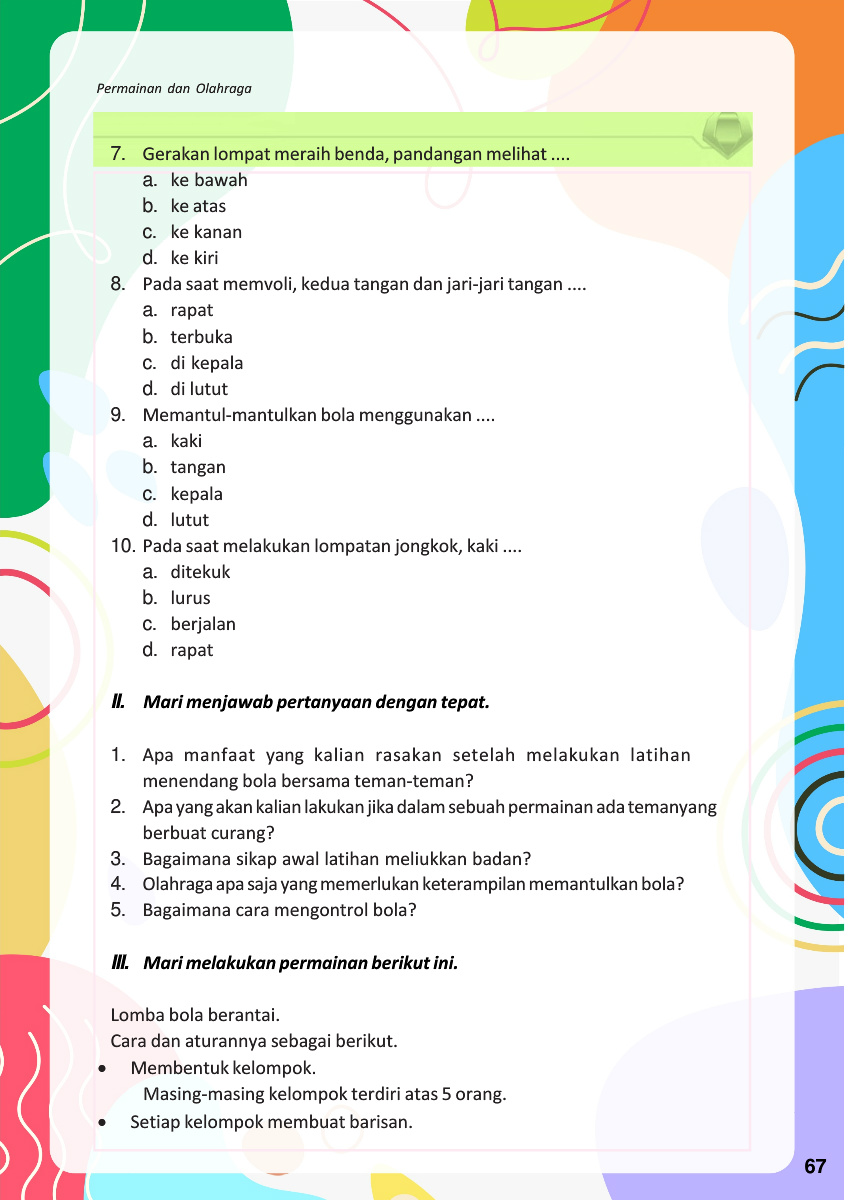 Permainan dan Olahraga
7. Gerakan lompat meraih benda, pandangan melihat ....
a. ke bawah
b. ke atas
c. ke kanan
d. ke kiri
8. Pada saat memvoli, kedua tangan dan jari-jari tangan ....
a. rapat
b. terbuka
c. di kepala
d. di lutut
9. Memantul-mantulkan bola menggunakan ....
a. kaki
b. tangan
c. kepala
d. lutut
10. Pada saat melakukan lompatan jongkok, kaki ....
a. ditekuk
b. lurus
c. berjalan
d. rapat
II. Mari menjawab pertanyaan dengan tepat.
1. Apa manfaat yang kalian rasakan setelah melakukan latihan
menendang bola bersama teman-teman?
2. Apa yang akan kalian lakukan jika dalam sebuah permainan ada temanyang
berbuat curang?
3. Bagaimana sikap awal latihan meliukkan badan?
4. Olahraga apa saja yang memerlukan keterampilan memantulkan bola?
5. Bagaimana cara mengontrol bola?
III. Mari melakukan permainan berikut ini.
Lomba bola berantai.
Cara dan aturannya sebagai berikut.
• Membentuk kelompok.
Masing-masing kelompok terdiri atas 5 orang.
• Setiap kelompok membuat barisan.
67